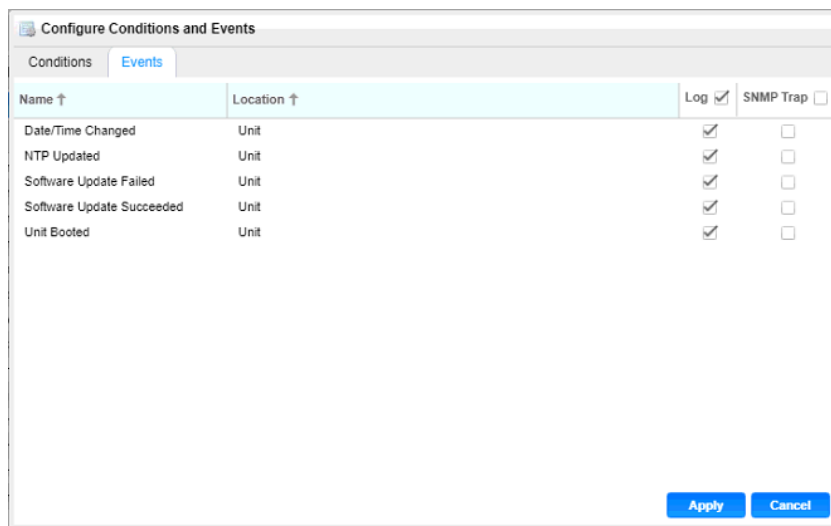 Configure Conditions and Events
Conditions Events
Name Location Log SNMP Trap
Date/Time Changed Unit
NTP Updated Unit
Software Update Failed Unit
Software Update Succeeded Unit
Unit Booted Unit
Apply Cancel